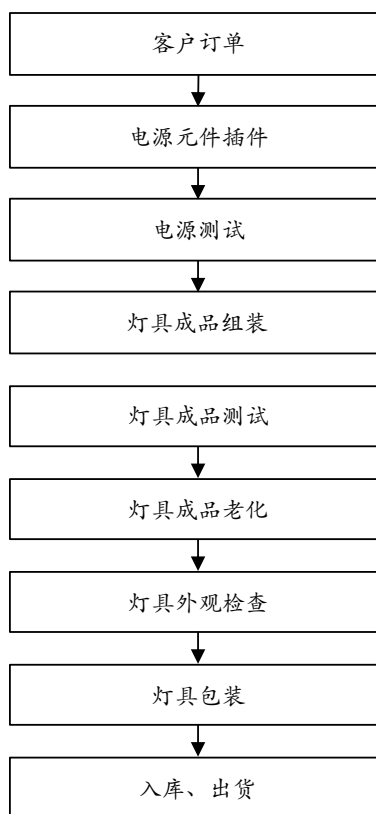 客户订单
电源元件插件
电源测试
灯具成品组装
灯具成品测试
灯具成品老化
灯具外观检查
灯具包装
入库、出货